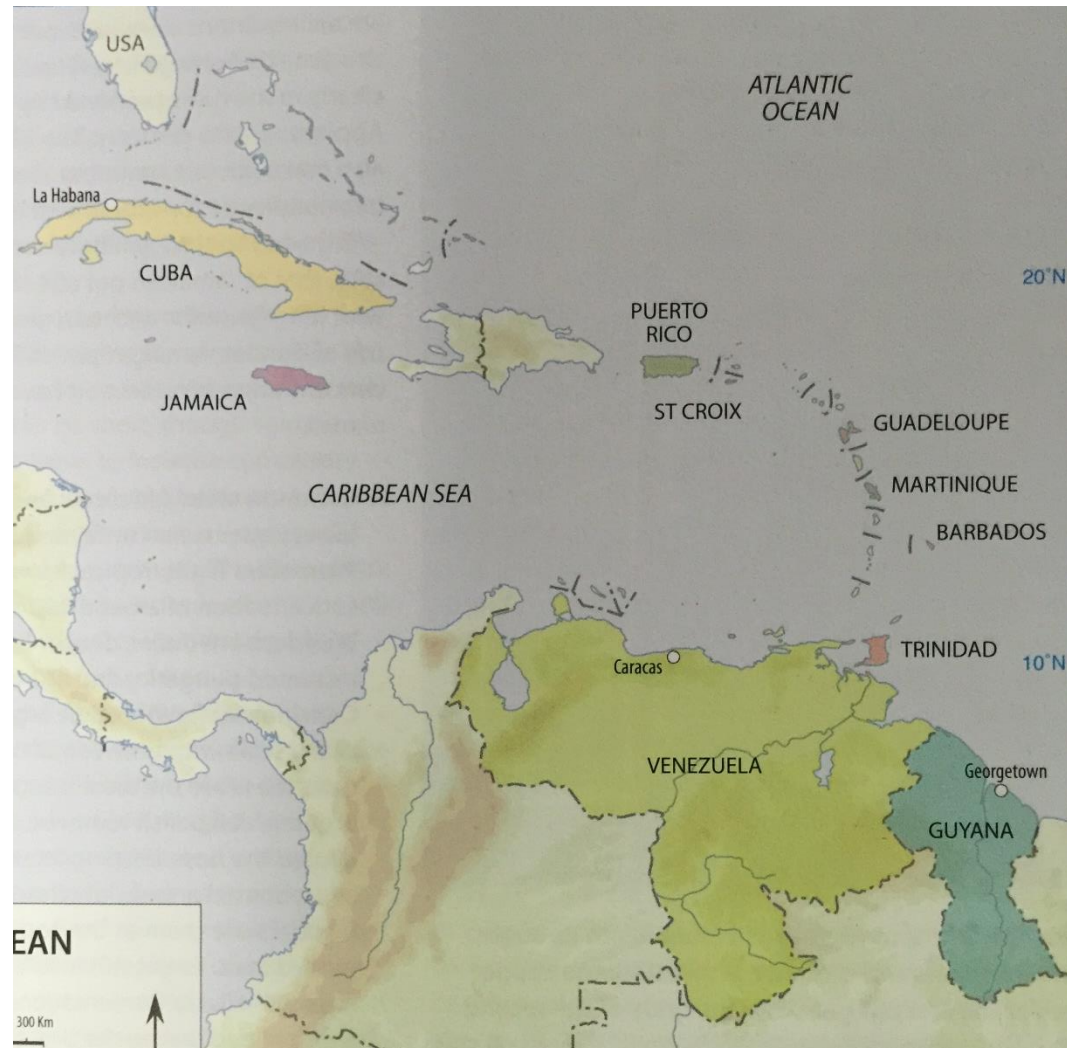 USA
ATLANTIC
OCEAN
La Habana
CUBA
20°N
PUERTO
RICO
JAMAICA
ST CROIX
GUADELOUPE
CARIBBEAN SEA
MARTINIQUE
BARBADOS
TRINIDAD
10°N
Caracas
VENEZUELA
Georgetown
GUYANA
EAN
300 Km